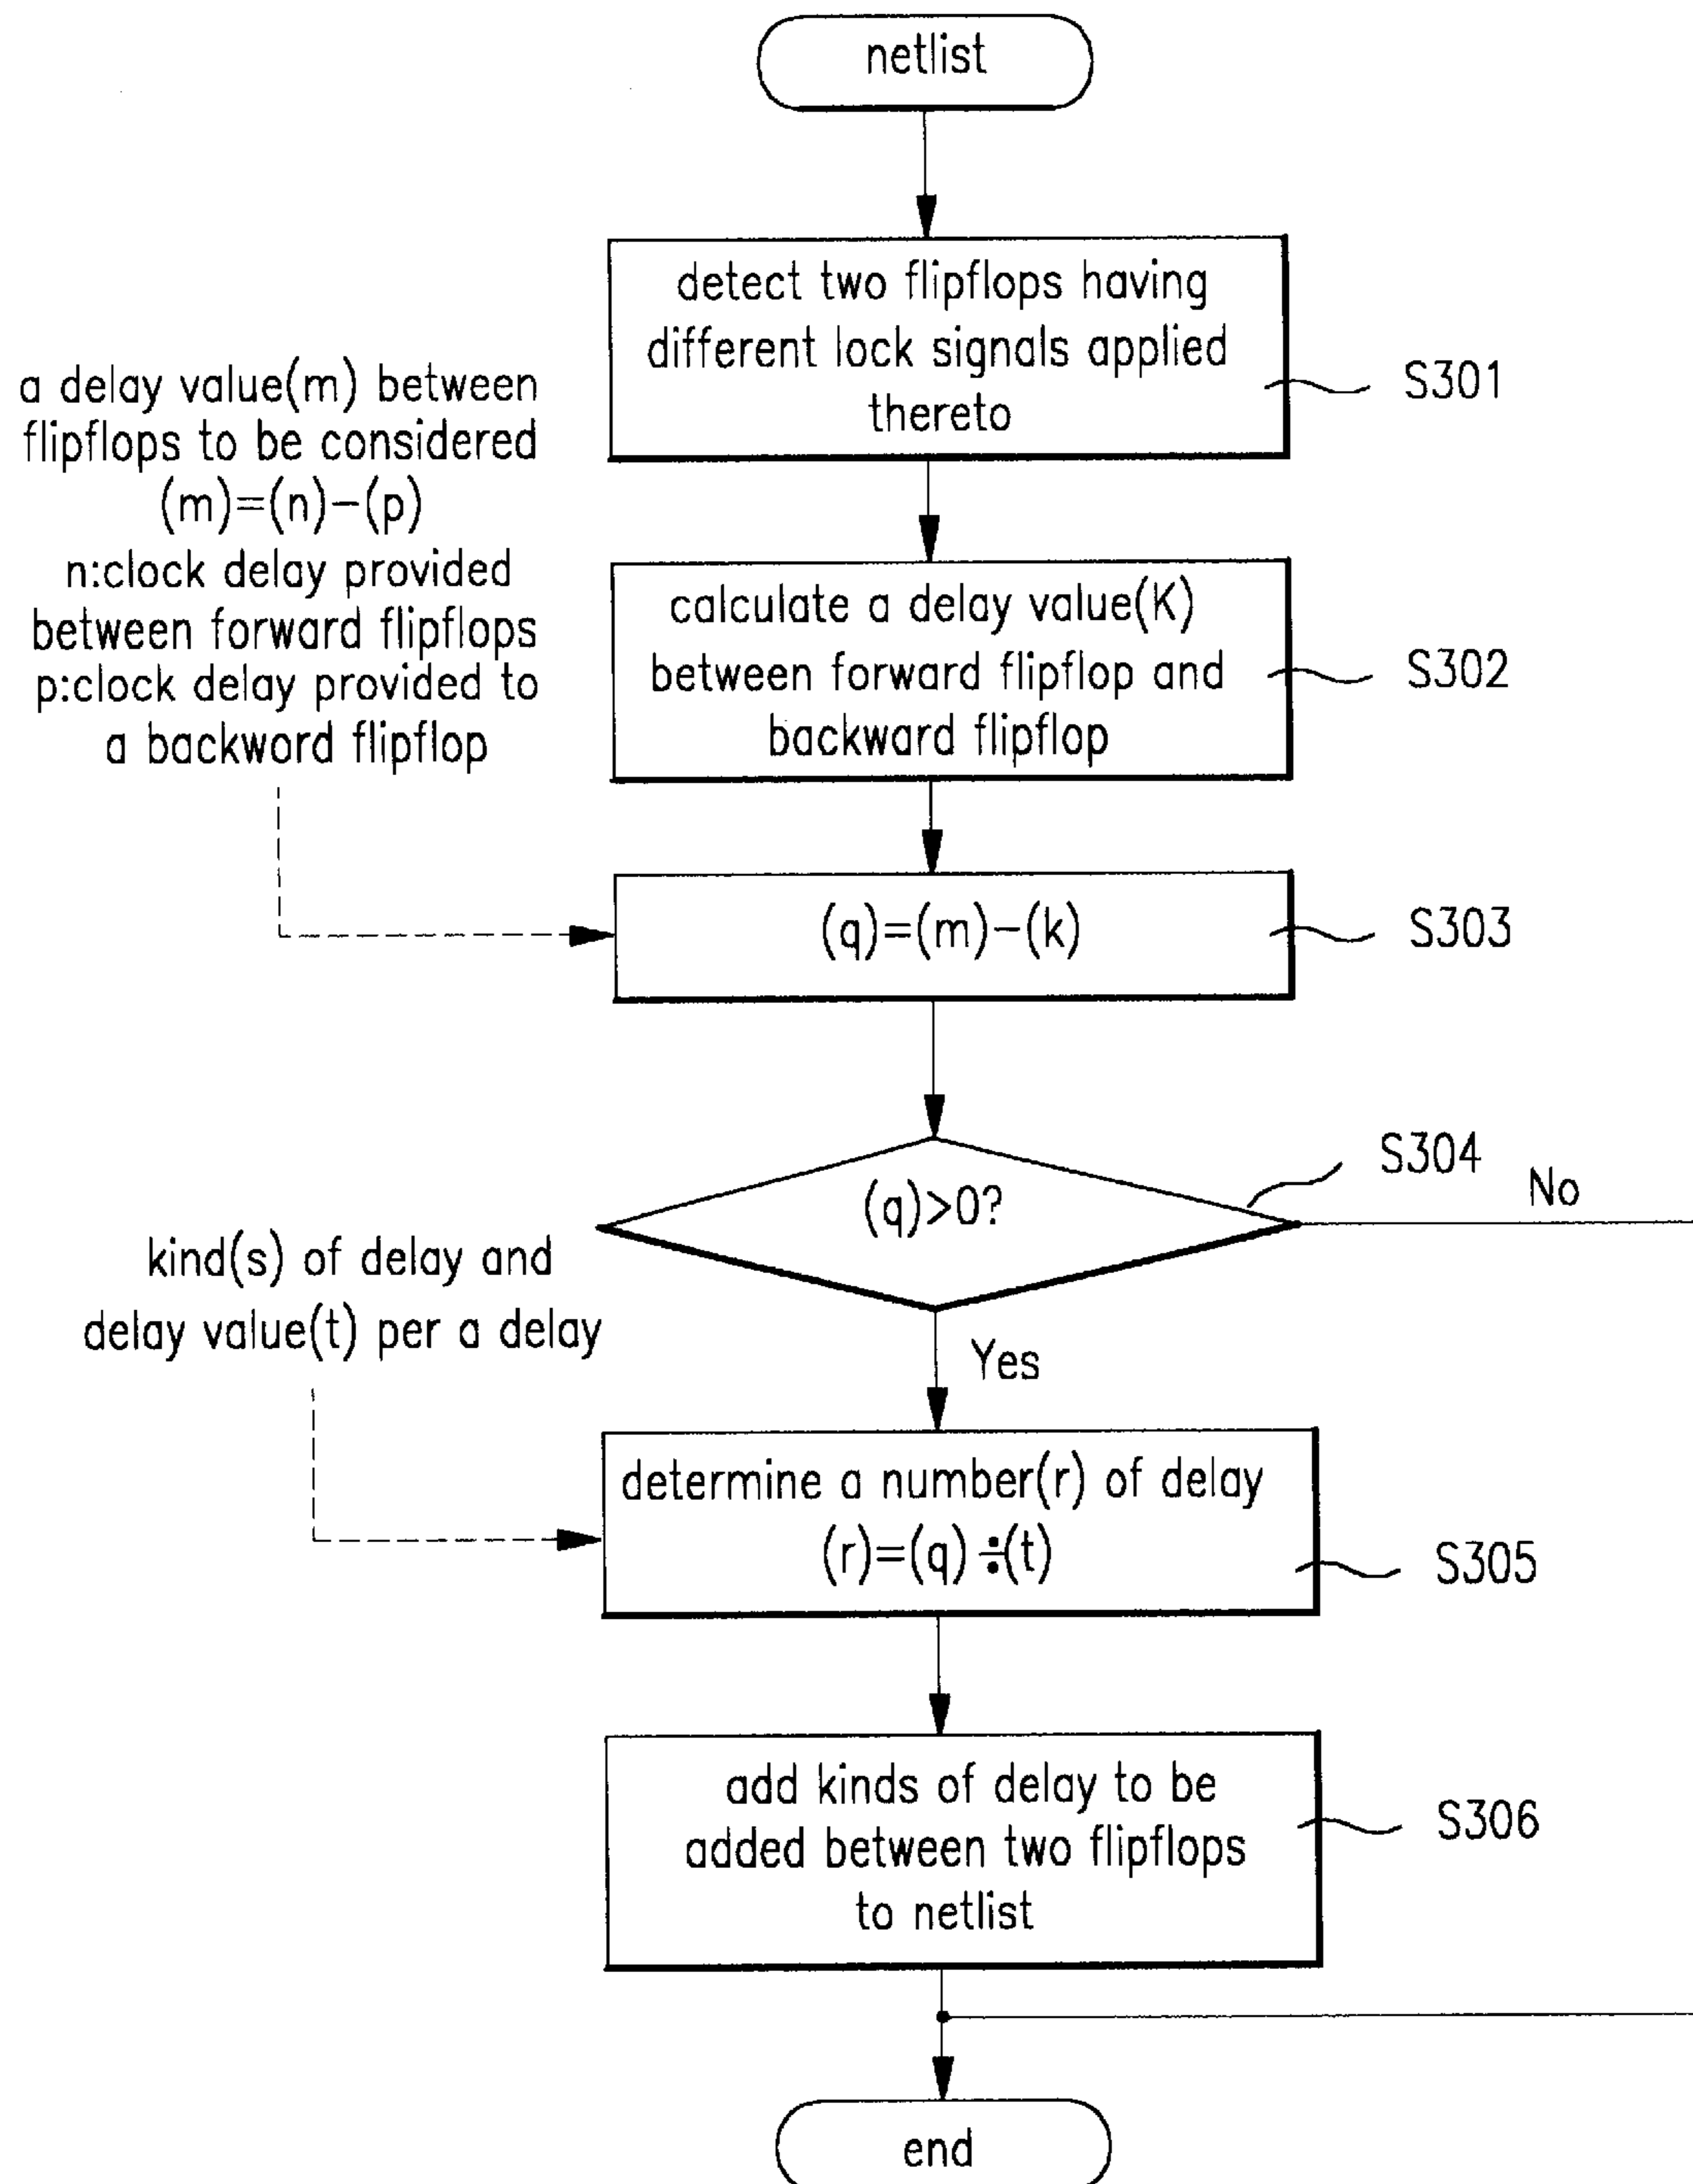 netlist
detect two flipflops having
different lock signals applied
thereto
S301
a delay value(m) between
flipflops to be considered
(m)=(n)-(p)
n:clock delay provided
between forward flipflops
p:clock delay provided to
a backword flipflop
calculate a delay value(K)
between forward flipflop and
backward flipflop
S302
(q)=(m)-(k)
S303
(q)>0?
S304
No
Yes
kind(s) of delay and
delay value(t) per a delay
determine a number(r) of delay
(r)=(q)÷(t)
S305
add kinds of delay to be
added between two flipflops
to netlist
S306
end